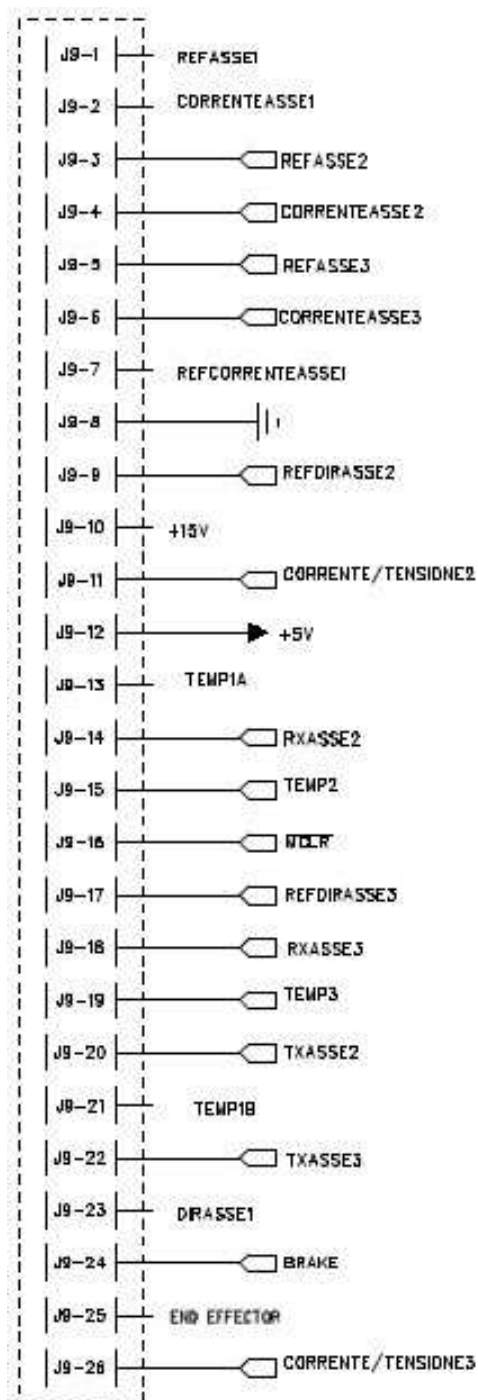 J9-1 REFASSE1
J9-2 CORRENTEASSE1
J9-3 REFASSE2
J9-4 CORRENTEASSE2
J9-5 REFASSE3
J9-6 CORRENTEASSE3
J9-7 REFCORRENTEASSE1
J9-8
J9-9 REFDIRASSE2
J9-10 +15V
J9-11 CORRENTE/TENSIONE2
J9-12 +5V
J9-13 TEMP1A
J9-14 RXASSE2
J9-15 TEMP2
J9-16 MCLR
J9-17 REFDIRASSE3
J9-18 RXASSE3
J9-19 TEMP3
J9-20 TXASSE2
J9-21 TEMP1B
J9-22 TXASSE3
J9-23 DIRASSE1
J9-24 BRAKE
J9-25 END EFFECTOR
J9-26 CORRENTE/TENSIONE3